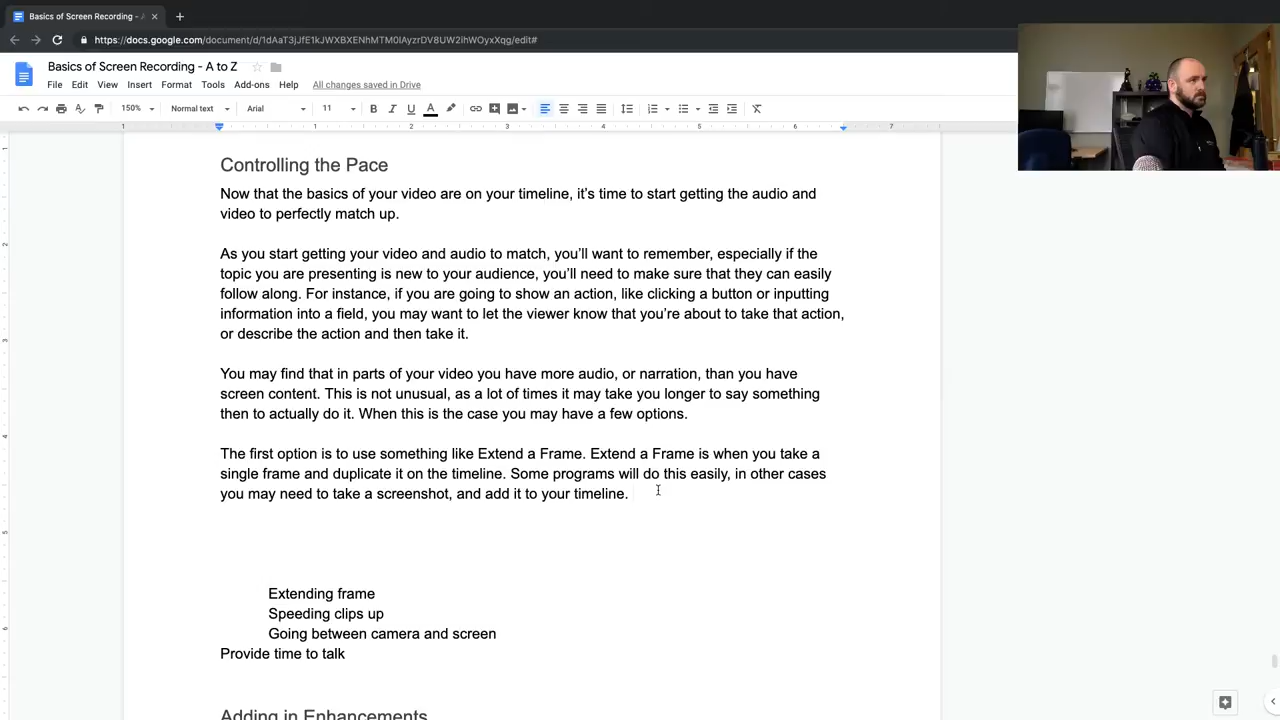 Basics of Screen Recording - A
https://docs.google.com/document/d/1dAaT3jJfE1kJWXBXENhMTM0lAyzrDV8UW2ihWOyxXqg/edit#
Basics of Screen Recording - A to Z
File Edit View Insert Format Tools Add-ons Help All changes saved in Drive
150% Normal text Arial 11 B I U A
1 1 2 3 4 5 6 7
Controlling the Pace
Now that the basics of your video are on your timeline, it's time to start getting the audio and
video to perfectly match up.
As you start getting your video and audio to match, you'll want to remember, especially if the
topic you are presenting is new to your audience, you'll need to make sure that they can easily
follow along. For instance, if you are going to show an action, like clicking a button or inputting
information into a field, you may want to let the viewer know that you're about to take that action,
or describe the action and then take it.
You may find that in parts of your video you have more audio, or narration, than you have
screen content. This is not unusual, as a lot of times it may take you longer to say something
then to actually do it. When this is the case you may have a few options.
The first option is to use something like Extend a Frame. Extend a Frame is when you take a
single frame and duplicate it on the timeline. Some programs will do this easily, in other cases
you may need to take a screenshot, and add it to your timeline.
Extending frame
Speeding clips up
Going between camera and screen
Provide time to talk
Adding in Enhancements